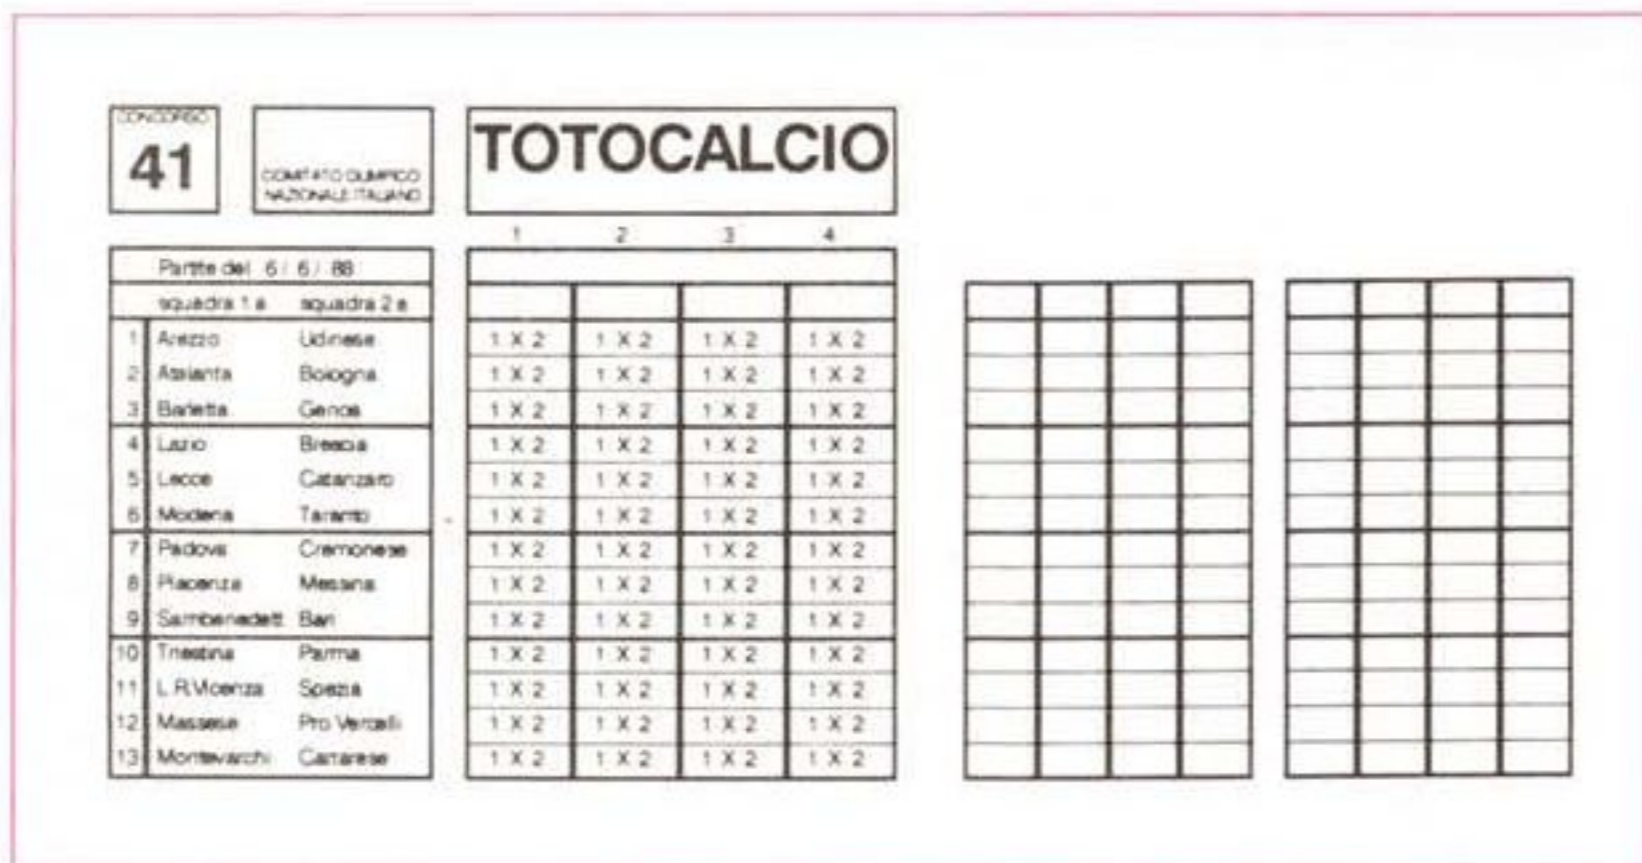 CONCORSO
41
COMITATO OLIMPICO
NAZIONALE ITALIANO
TOTOCALCIO
1 2 3 4
Partite del 6 / 6 / 88
squadra 1 a squadra 2 a
1 Arezzo Udinese 1 X 2 1 X 2 1 X 2 1 X 2
2 Atalanta Bologna 1 X 2 1 X 2 1 X 2 1 X 2
3 Barletta Genoa 1 X 2 1 X 2 1 X 2 1 X 2
4 Lazio Brescia 1 X 2 1 X 2 1 X 2 1 X 2
5 Lecce Catanzaro 1 X 2 1 X 2 1 X 2 1 X 2
6 Modena Taranto 1 X 2 1 X 2 1 X 2 1 X 2
7 Padova Cremonese 1 X 2 1 X 2 1 X 2 1 X 2
8 Piacenza Messina 1 X 2 1 X 2 1 X 2 1 X 2
9 Sambenedett Bari 1 X 2 1 X 2 1 X 2 1 X 2
10 Triestina Parma 1 X 2 1 X 2 1 X 2 1 X 2
11 L.R.Vicenza Spezia 1 X 2 1 X 2 1 X 2 1 X 2
12 Massese Pro Vercelli 1 X 2 1 X 2 1 X 2 1 X 2
13 Montevarchi Carrarese 1 X 2 1 X 2 1 X 2 1 X 2